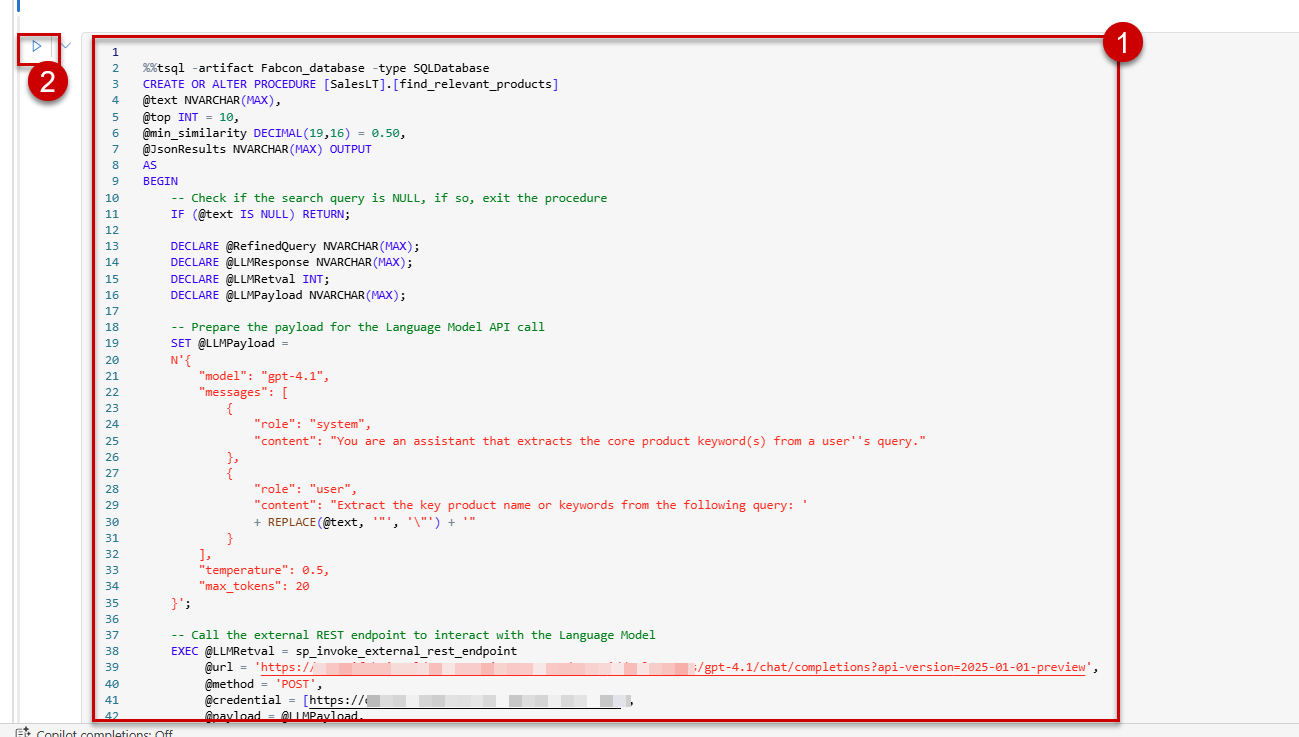 1
1
2 %%tsql -artifact Fabcon_database -type SQLDatabase
3 CREATE OR ALTER PROCEDURE [SalesLT].[find_relevant_products]
4 @text NVARCHAR(MAX),
5 @top INT = 10,
6 @min_similarity DECIMAL(19,16) = 0.50,
7 @JsonResults NVARCHAR(MAX) OUTPUT
8 AS
9 BEGIN
10 -- Check if the search query is NULL, if so, exit the procedure
11 IF (@text IS NULL) RETURN;
12
13 DECLARE @RefinedQuery NVARCHAR(MAX);
14 DECLARE @LLMResponse NVARCHAR(MAX);
15 DECLARE @LLMRetval INT;
16 DECLARE @LLMPayload NVARCHAR(MAX);
17
18 -- Prepare the payload for the Language Model API call
19 SET @LLMPayload =
20 N'{
21 "model": "gpt-4.1",
22 "messages": [
23 {
24 "role": "system",
25 "content": "You are an assistant that extracts the core product keyword(s) from a user''s query."
26 },
27 {
28 "role": "user",
29 "content": "Extract the key product name or keywords from the following query: '
30 + REPLACE(@text, '"', '\"') + '"
31 }
32 ],
33 "temperature": 0.5,
34 "max_tokens": 20
35 }';
36
37 -- Call the external REST endpoint to interact with the Language Model
38 EXEC @LLMRetval = sp_invoke_external_rest_endpoint
39 @url = 'https:/ /gpt-4.1/chat/completions?api-version=2025-01-01-preview',
40 @method = 'POST',
41 @credential = [https:/ ,
42 @payload = @LLMPayload,
2
Copilot completions: Off